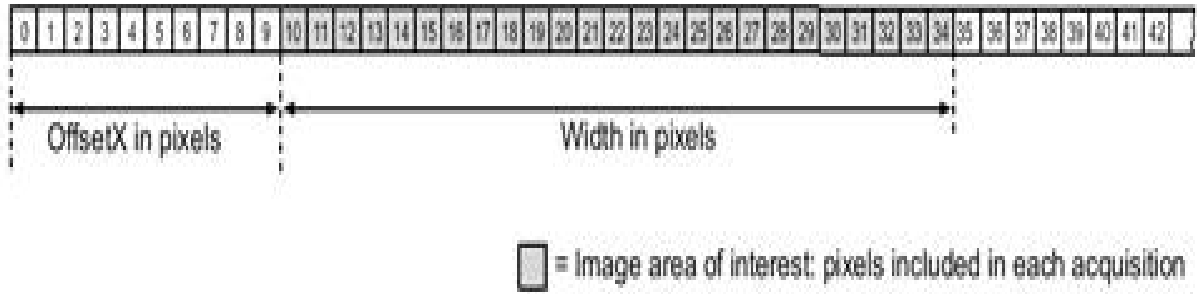 0 1 2 3 4 5 6 7 8 9 10 11 12 13 14 15 16 17 18 19 20 21 22 23 24 25 26 27 28 29 30 31 32 33 34 35 36 37 38 39 40 41 42
OffsetX in pixels Width in pixels
= Image area of interest: pixels included in each acquisition